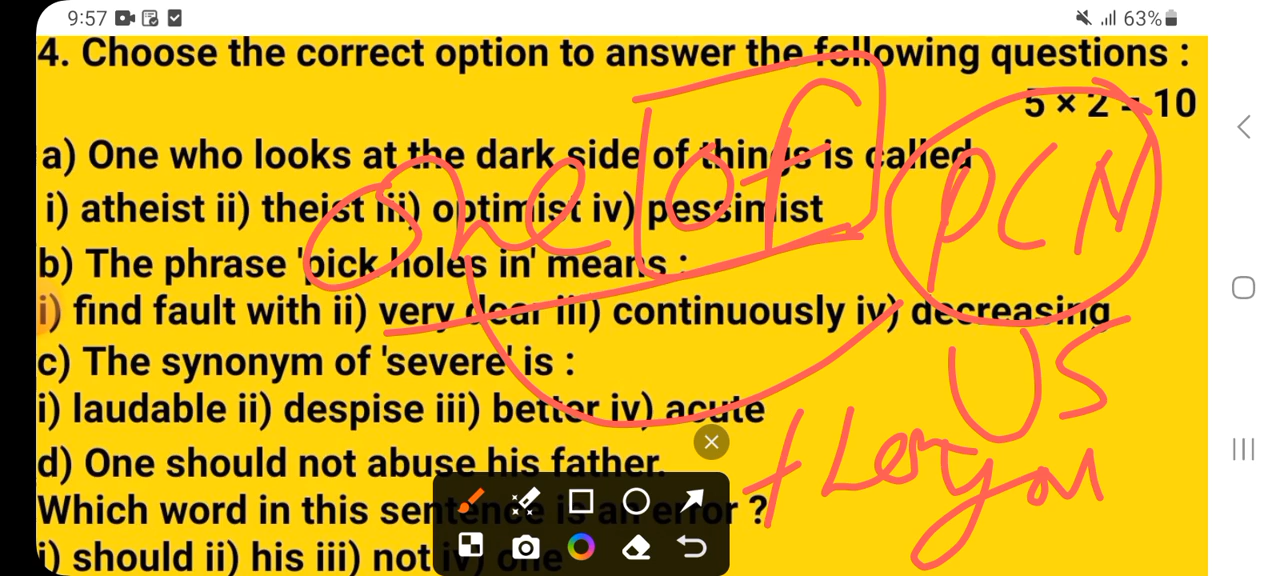 9:57 63%
4. Choose the correct option to answer the following questions :
5 × 2 = 10
a) One who looks at the dark side of things is called
i) atheist ii) theist iii) optimist iv) pessimist
b) The phrase 'pick holes in' means :
i) find fault with ii) very dear iii) continuously iv) decreasing
c) The synonym of 'severe' is :
i) laudable ii) despise iii) better iv) acute
d) One should not abuse his father.
Which word in this sentence is an error ?
i) should ii) his iii) not iv) one
one of PCN
us